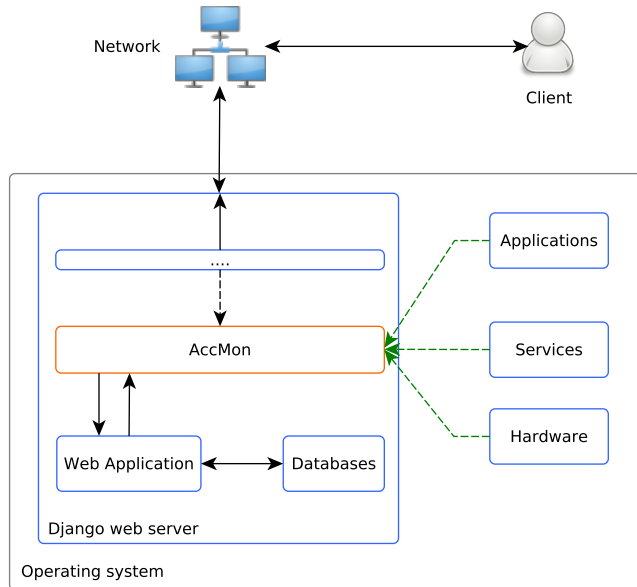 Network
Client
Applications
....
AccMon
Services
Web Application
Databases
Hardware
Django web server
Operating system